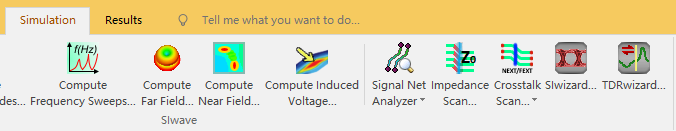 Simulation Results Tell me what you want to do...
f(Hz) Z0 NEXT/FEXT
Compute Compute Compute Compute Induced Signal Net Impedance Crosstalk SIwizard... TDRwizard...
des... Frequency Sweeps... Far Field... Near Field... Voltage... Analyzer Scan... Scan...
SIwave